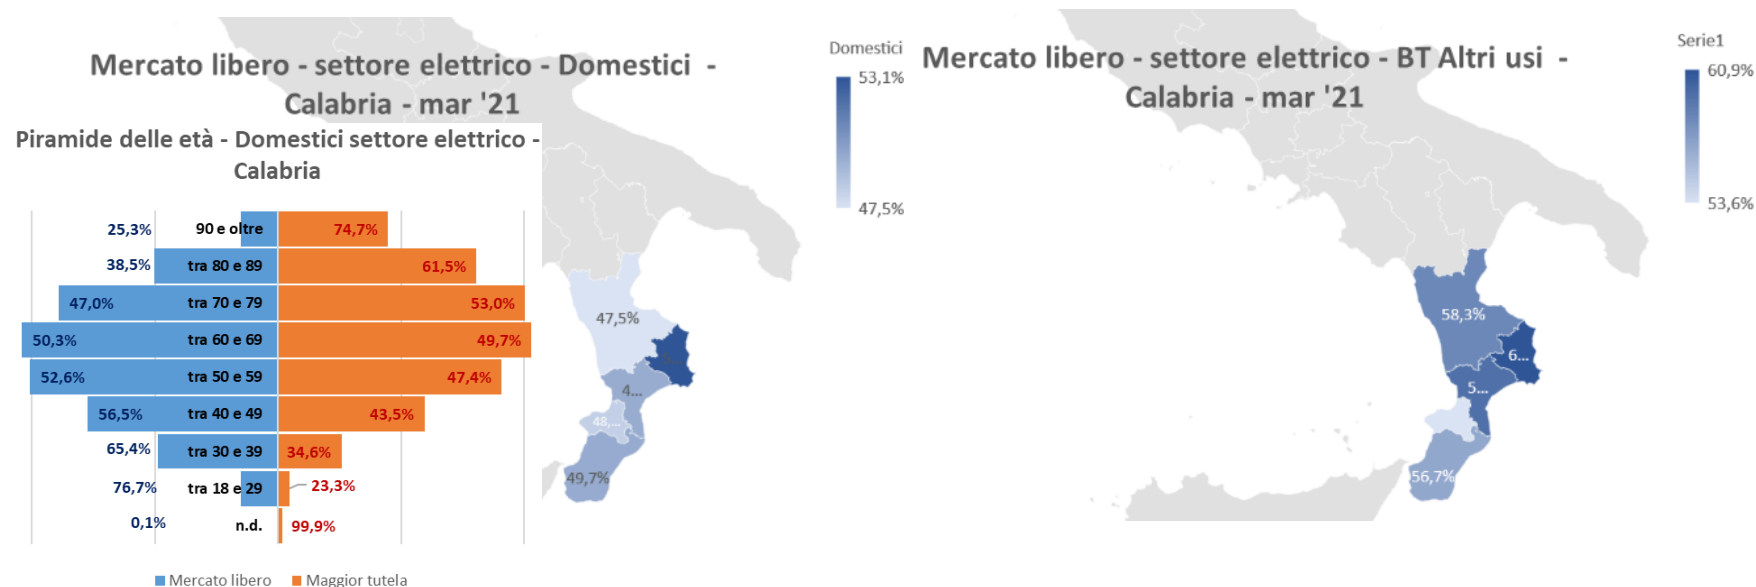 Mercato libero - settore elettrico - Domestici -
Calabria - mar '21
Domestici
53,1%
47,5%
47,5%
4...
48,...
49,7%
Piramide delle età - Domestici settore elettrico -
Calabria
25,3% 90 e oltre 74,7%
38,5% tra 80 e 89 61,5%
47,0% tra 70 e 79 53,0%
50,3% tra 60 e 69 49,7%
52,6% tra 50 e 59 47,4%
56,5% tra 40 e 49 43,5%
65,4% tra 30 e 39 34,6%
76,7% tra 18 e 29 23,3%
0,1% n.d. 99,9%
Mercato libero Maggior tutela
Mercato libero - settore elettrico - BT Altri usi -
Calabria - mar '21
Serie1
60,9%
53,6%
58,3%
6...
5...
56,7%